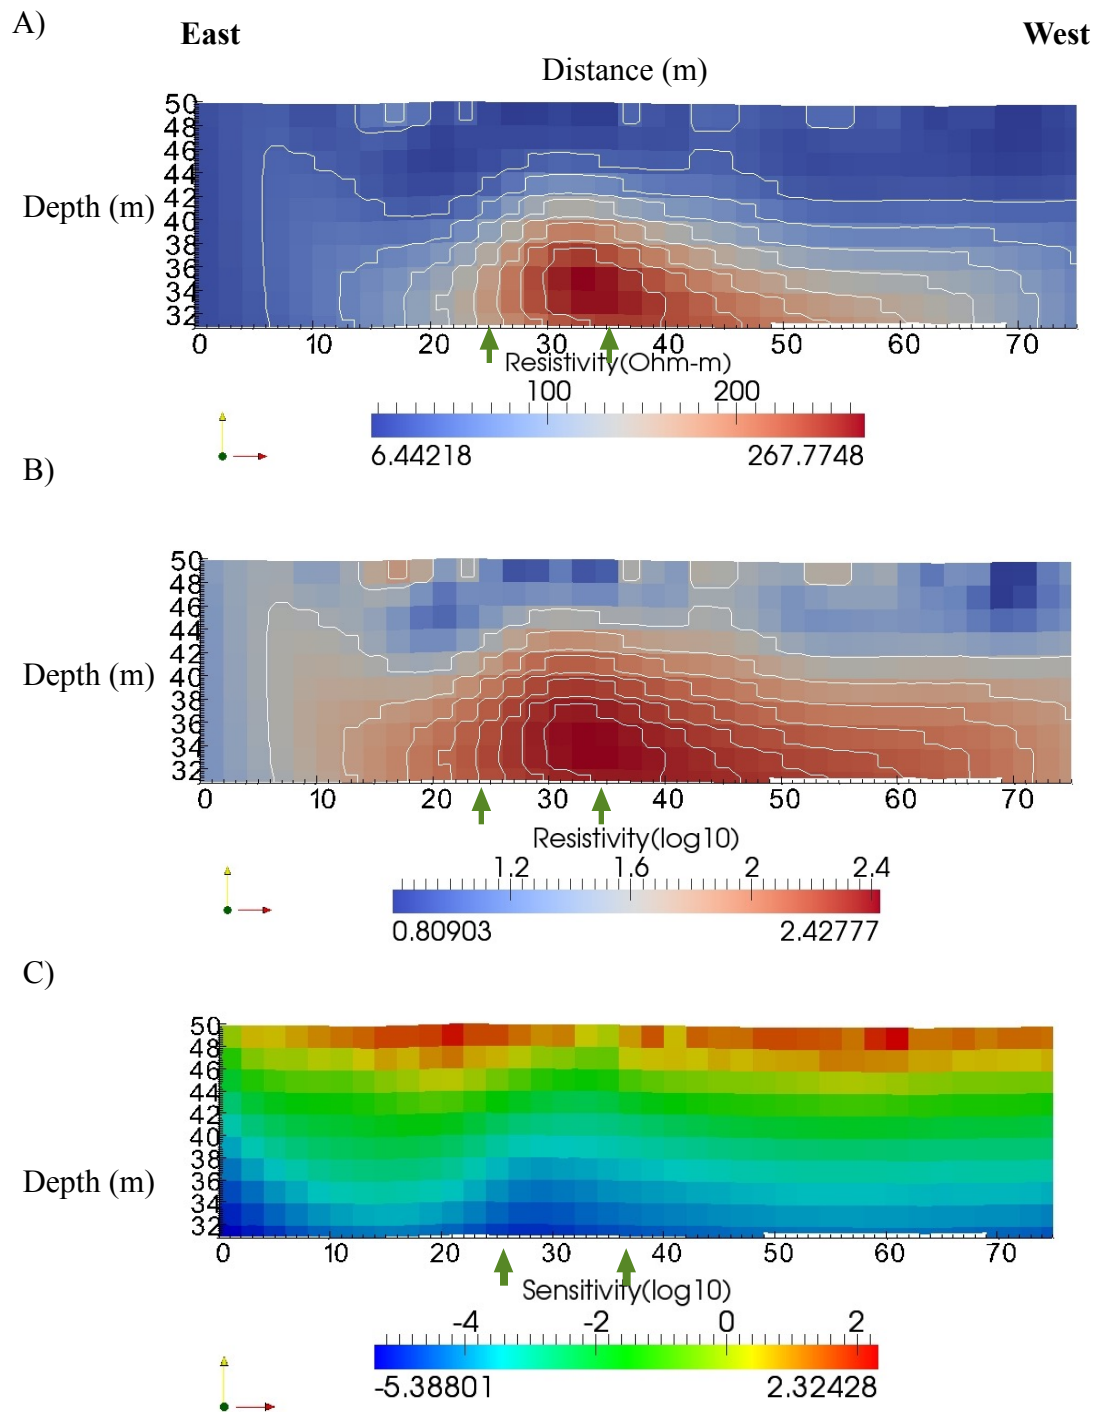 A)
East
West
Distance (m)
50
48
46
44
42
40
38
36
34
32
Depth (m)
0 10 20 30 40 50 60 70
Resistivity(Ohm-m)
100 200
6.44218 267.7748
B)
50
48
46
44
42
40
38
36
34
32
Depth (m)
0 10 20 30 40 50 60 70
Resistivity(log10)
1.2 1.6 2 2.4
0.80903 2.42777
C)
50
48
46
44
42
40
38
36
34
32
Depth (m)
0 10 20 30 40 50 60 70
Sensitivity(log10)
-4 -2 0 2
-5.38801 2.32428